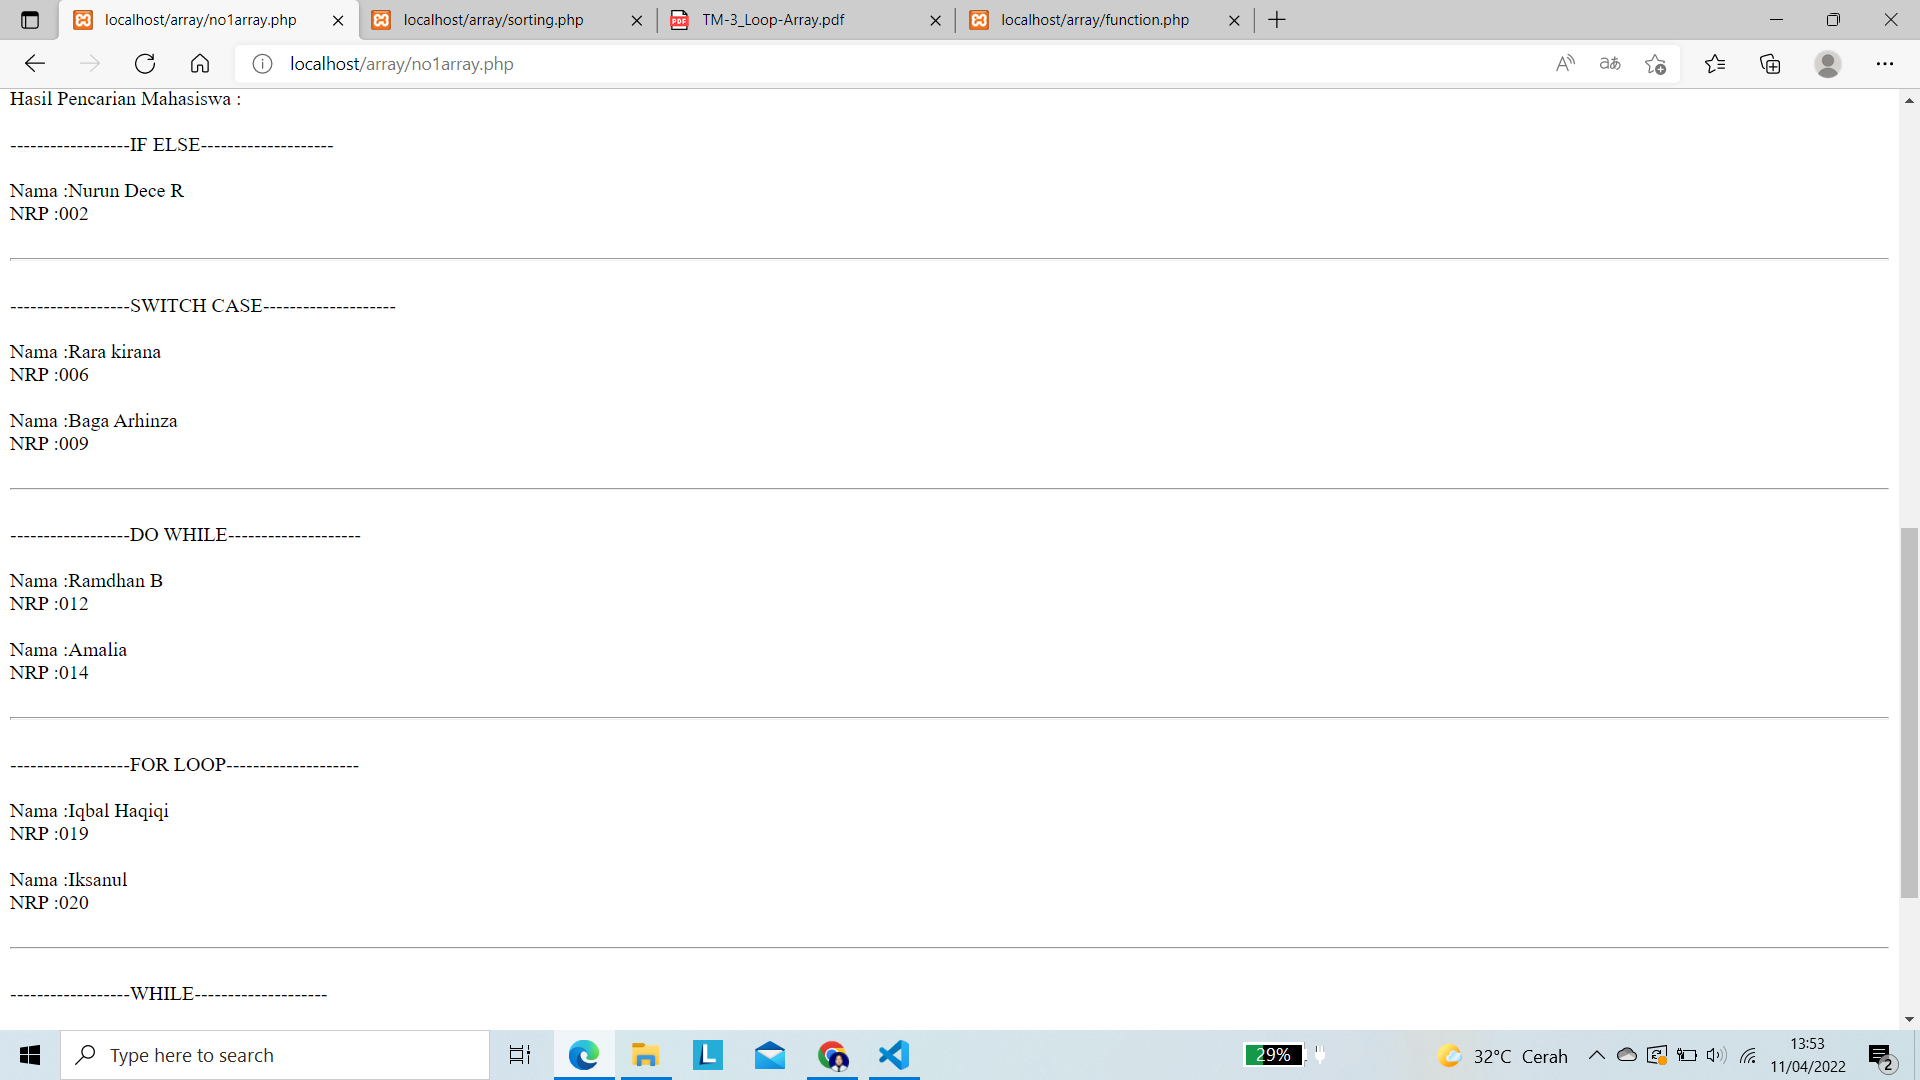 localhost/array/no1array.php
localhost/array/sorting.php
PDF
TM-3_Loop-Array.pdf
localhost/array/function.php
localhost/array/no1array.php
Hasil Pencarian Mahasiswa :
------------------IF ELSE--------------------
Nama :Nurun Dece R
NRP :002
------------------SWITCH CASE--------------------
Nama :Rara kirana
NRP :006
Nama :Baga Arhinza
NRP :009
------------------DO WHILE--------------------
Nama :Ramdhan B
NRP :012
Nama :Amalia
NRP :014
------------------FOR LOOP--------------------
Nama :Iqbal Haqiqi
NRP :019
Nama :Iksanul
NRP :020
------------------WHILE--------------------
Type here to search
L
29%
32°C Cerah
13:53
11/04/2022
2